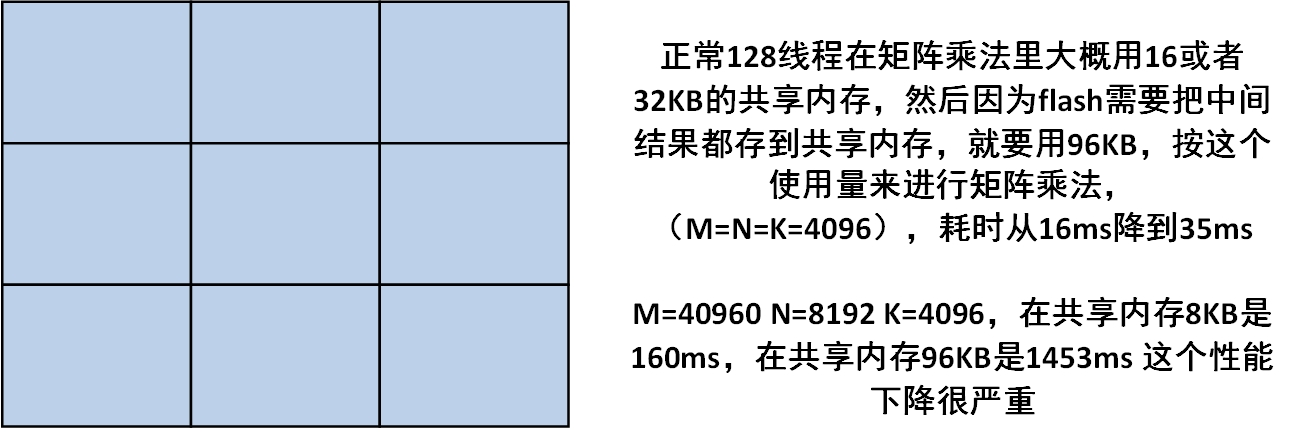 正常128线程在矩阵乘法里大概用16或者
32KB的共享内存，然后因为flash需要把中间
结果都存到共享内存，就要用96KB，按这个
使用量来进行矩阵乘法，
（M=N=K=4096），耗时从16ms降到35ms
M=40960 N=8192 K=4096，在共享内存8KB是
160ms，在共享内存96KB是1453ms 这个性能
下降很严重